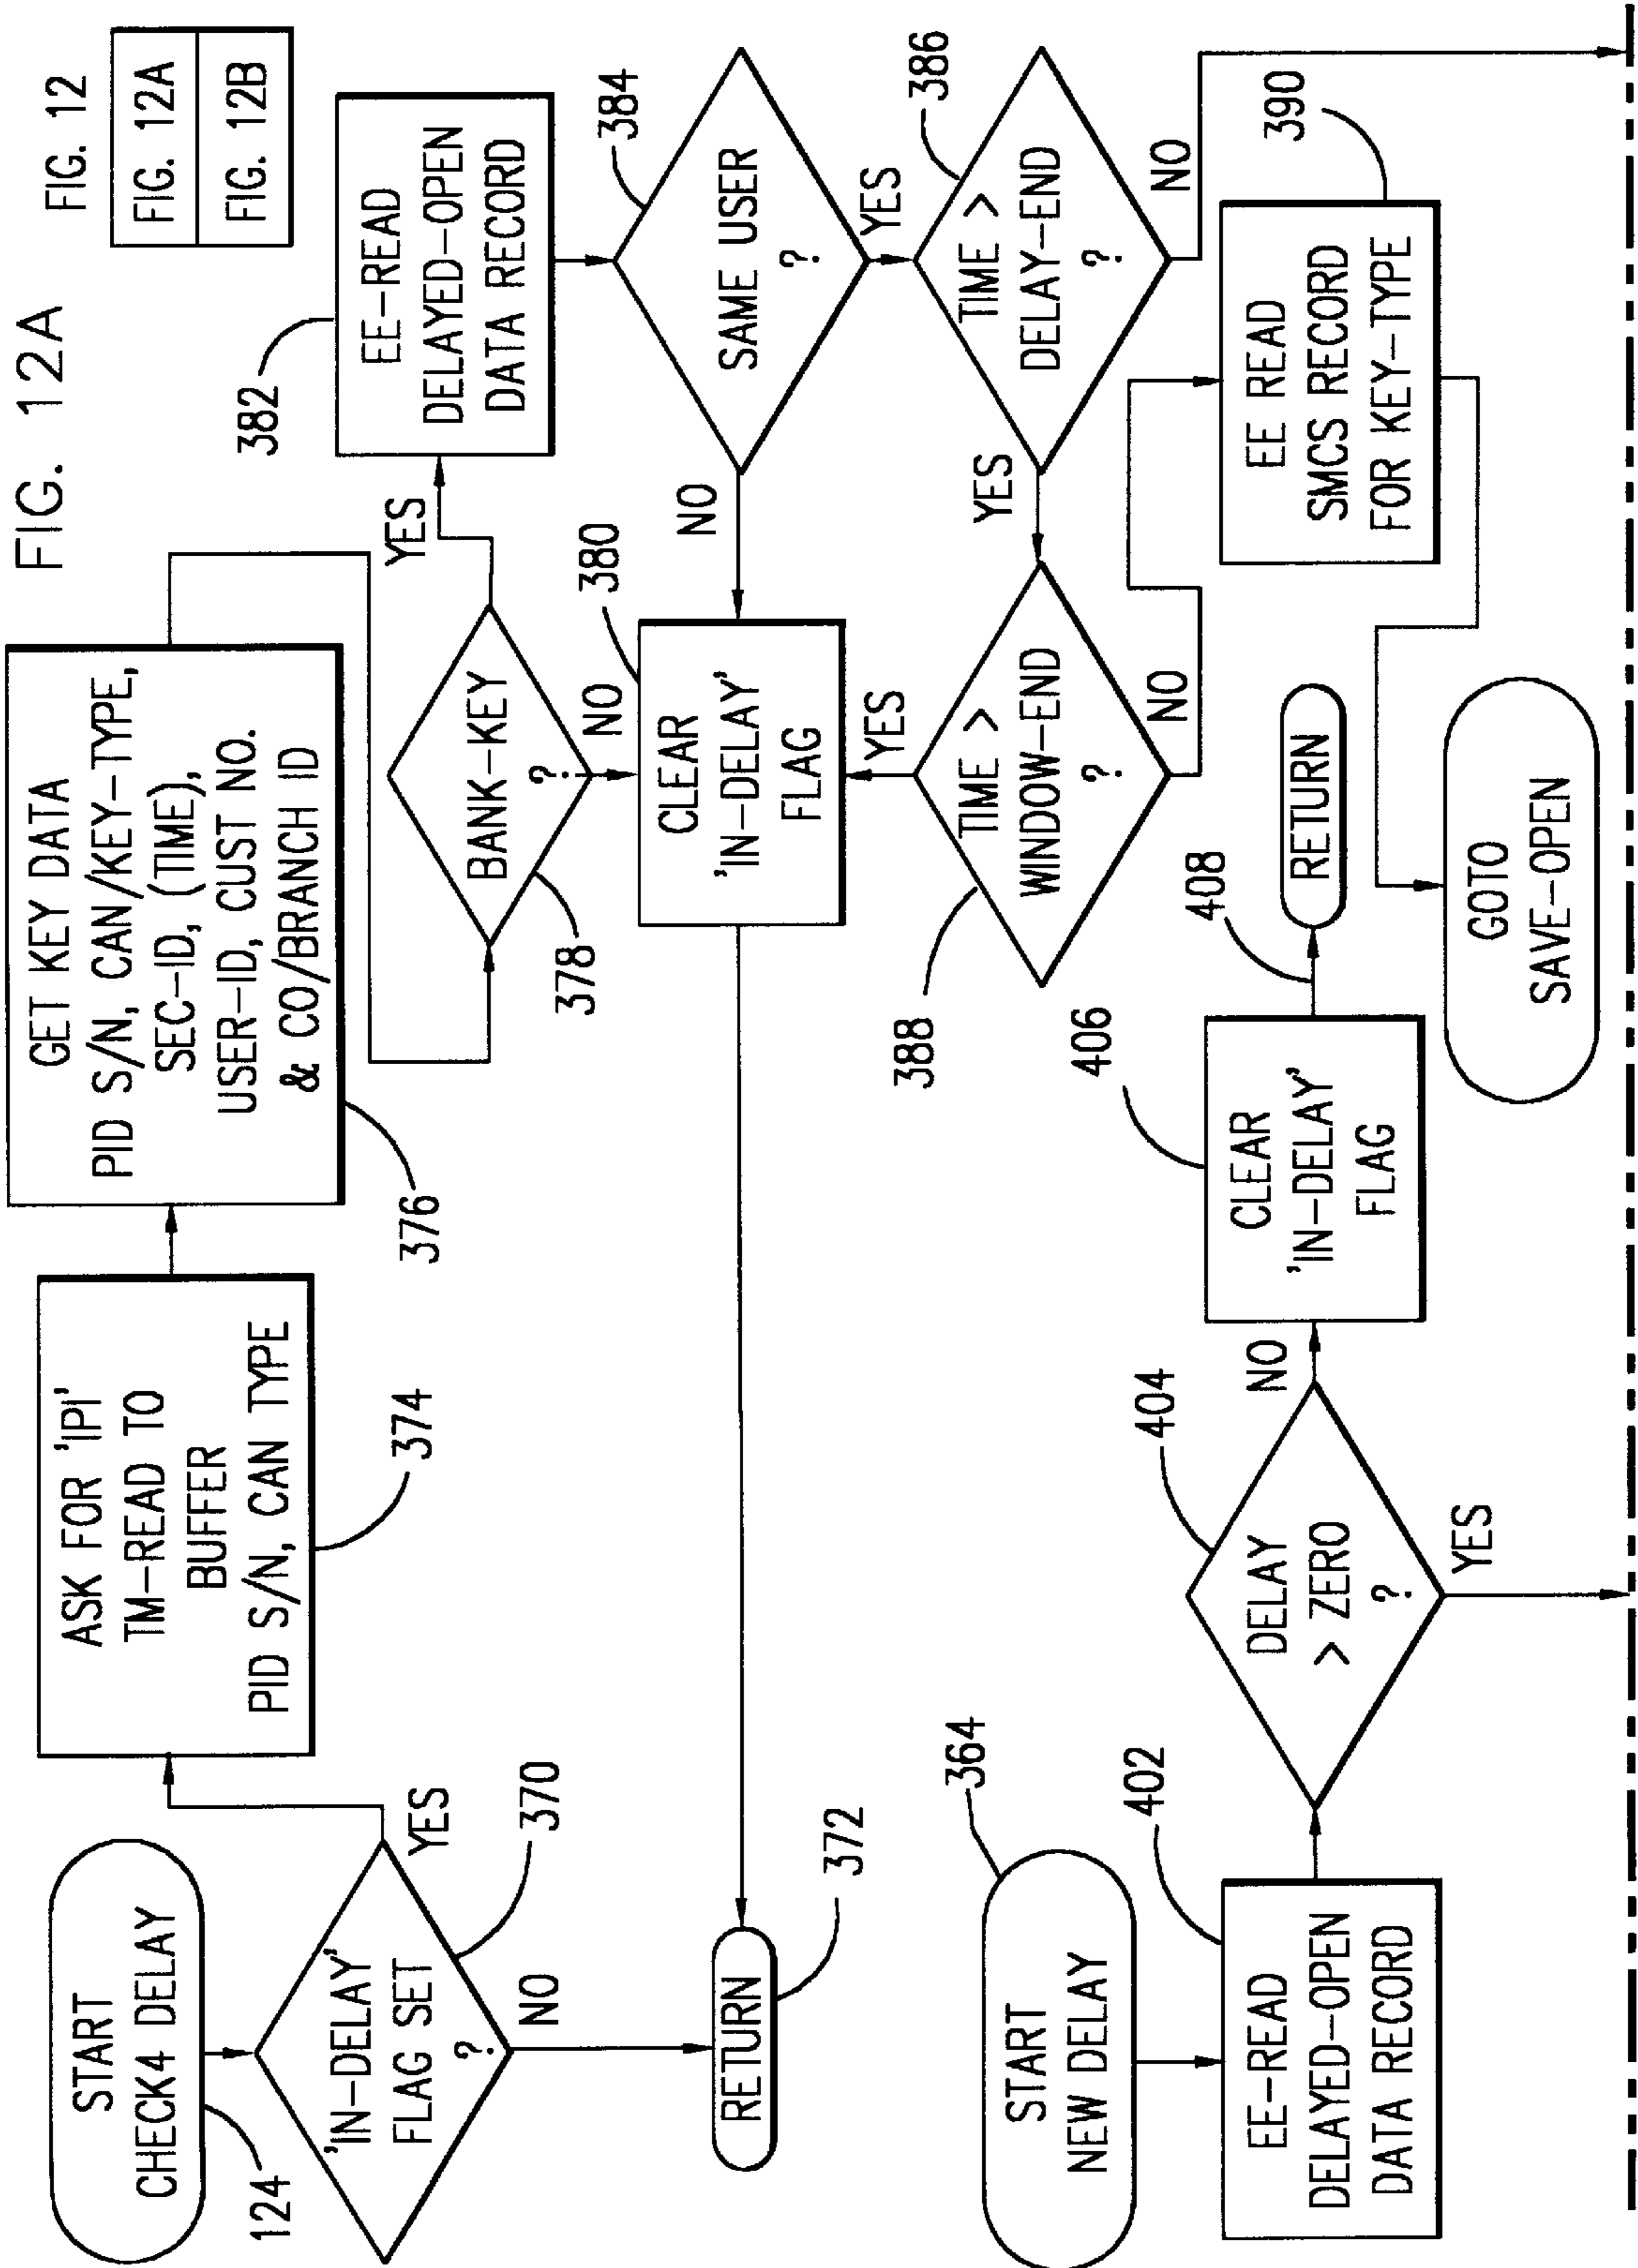 FIG. 12A
FIG. 12
FIG. 12A
FIG. 12B
START
CHECK4 DELAY
124
'IN-DELAY'
FLAG SET
?
370
YES
NO
RETURN
372
ASK FOR 'IPI'
TM-READ TO
BUFFER
PID S/N, CAN TYPE
374
GET KEY DATA
PID S/N, CAN/KEY-TYPE,
SEC-ID, (TIME),
USER-ID, CUST NO.
& CO/BRANCH ID
376
BANK-KEY
?
378
YES
NO
CLEAR
'IN-DELAY'
FLAG
380
EE-READ
DELAYED-OPEN
DATA RECORD
382
SAME USER
?
384
NO
YES
TIME >
DELAY-END
?
386
YES
NO
TIME >
WINDOW-END
?
388
YES
NO
EE READ
SMCS RECORD
FOR KEY-TYPE
390
GOTO
SAVE-OPEN
START
NEW DELAY
364
EE-READ
DELAYED-OPEN
DATA RECORD
402
DELAY
> ZERO
?
404
NO
YES
CLEAR
'IN-DELAY'
FLAG
406
RETURN
408